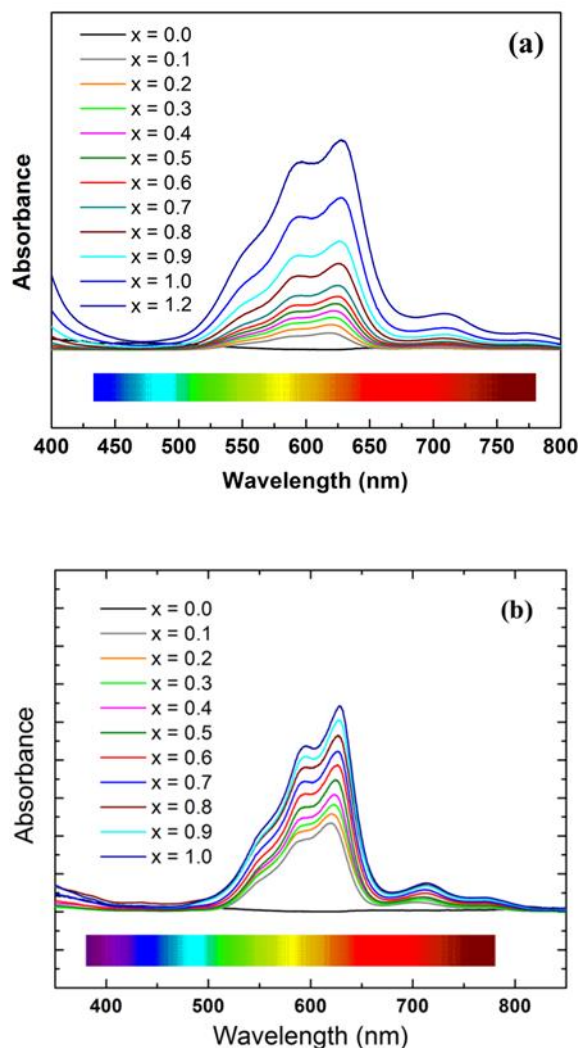 (a)
x = 0.0
x = 0.1
x = 0.2
x = 0.3
x = 0.4
x = 0.5
x = 0.6
x = 0.7
x = 0.8
x = 0.9
x = 1.0
x = 1.2
Absorbance
400 450 500 550 600 650 700 750 800
Wavelength (nm)
(b)
x = 0.0
x = 0.1
x = 0.2
x = 0.3
x = 0.4
x = 0.5
x = 0.6
x = 0.7
x = 0.8
x = 0.9
x = 1.0
Absorbance
400 500 600 700 800
Wavelength (nm)